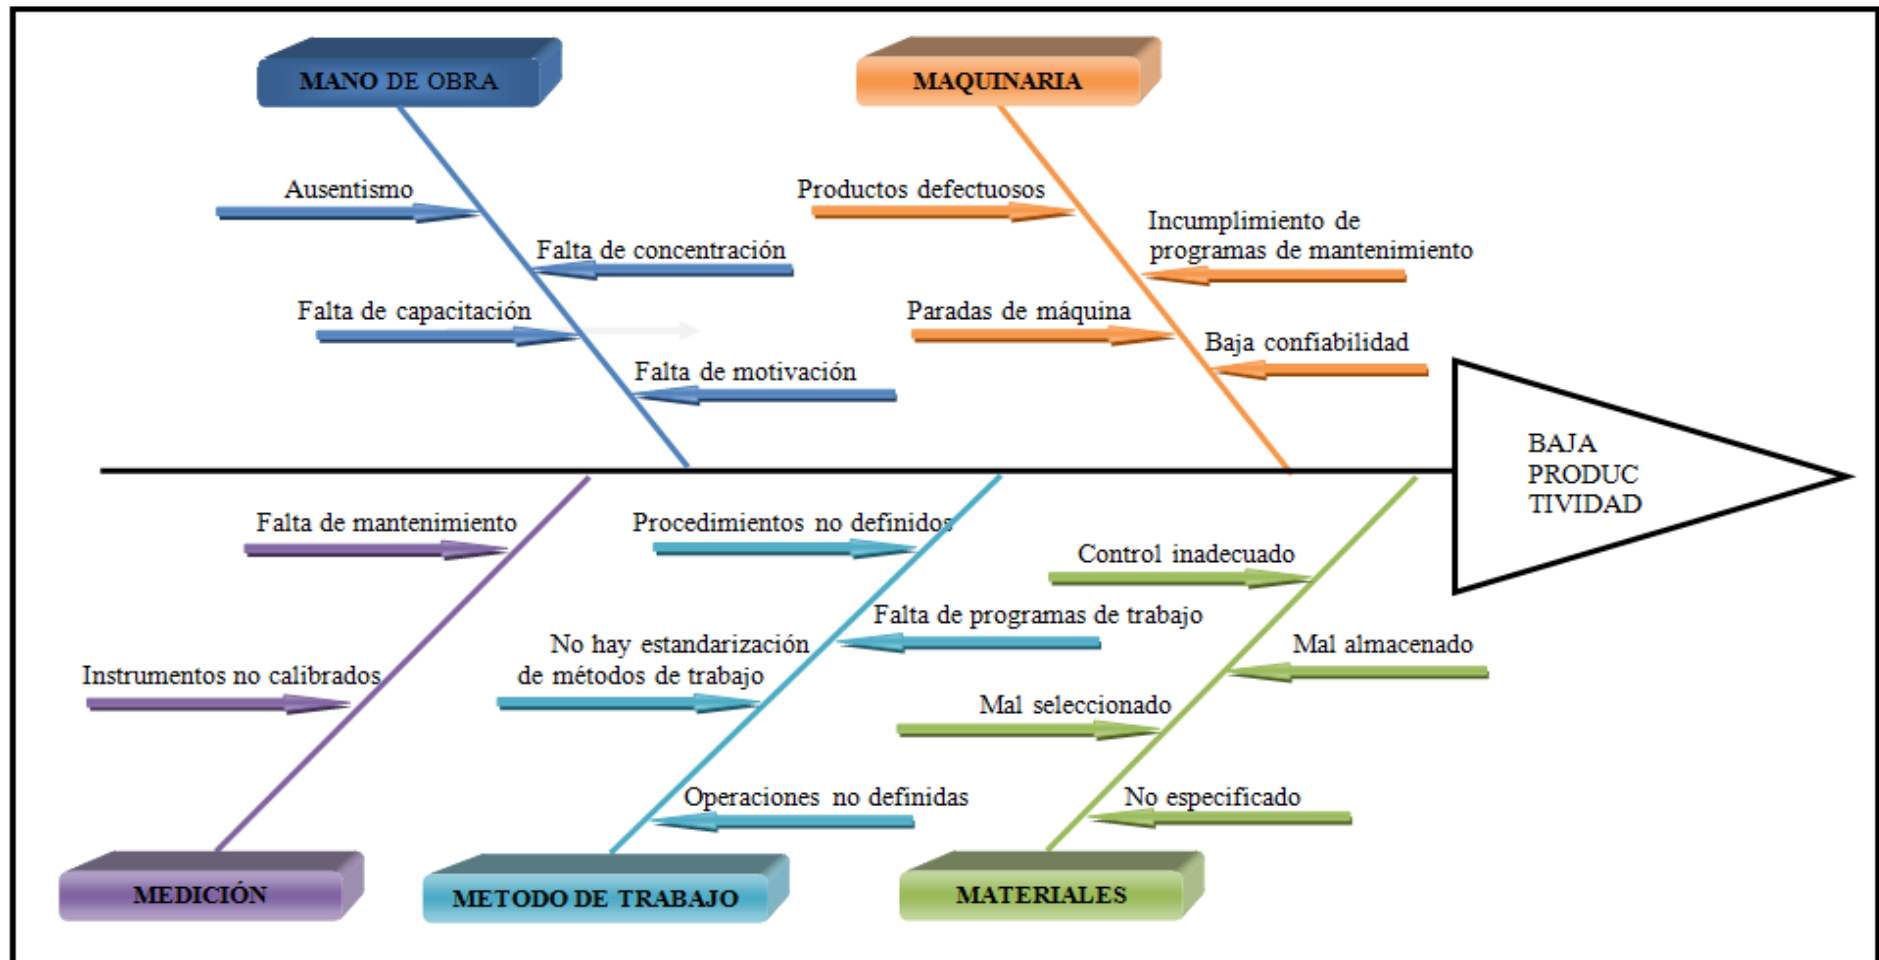 MANO DE OBRA
MAQUINARIA
Ausentismo
Productos defectuosos
Incumplimiento de
programas de mantenimiento
Falta de concentración
Falta de capacitación
Paradas de máquina
Baja confiabilidad
Falta de motivación
BAJA
PRODUC
TIVIDAD
Falta de mantenimiento
Procedimientos no definidos
Control inadecuado
Falta de programas de trabajo
No hay estandarización
de métodos de trabajo
Mal almacenado
Instrumentos no calibrados
Mal seleccionado
Operaciones no definidas
No especificado
MEDICIÓN
METODO DE TRABAJO
MATERIALES